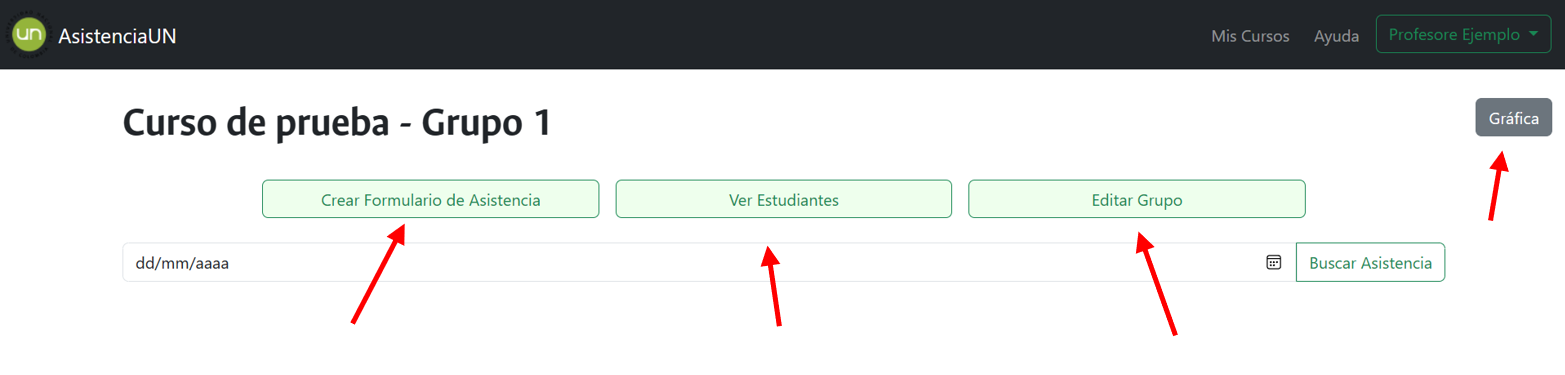 un AsistenciaUN Mis Cursos Ayuda Profesore Ejemplo
Curso de prueba - Grupo 1 Gráfica
Crear Formulario de Asistencia Ver Estudiantes Editar Grupo
dd/mm/aaaa Buscar Asistencia